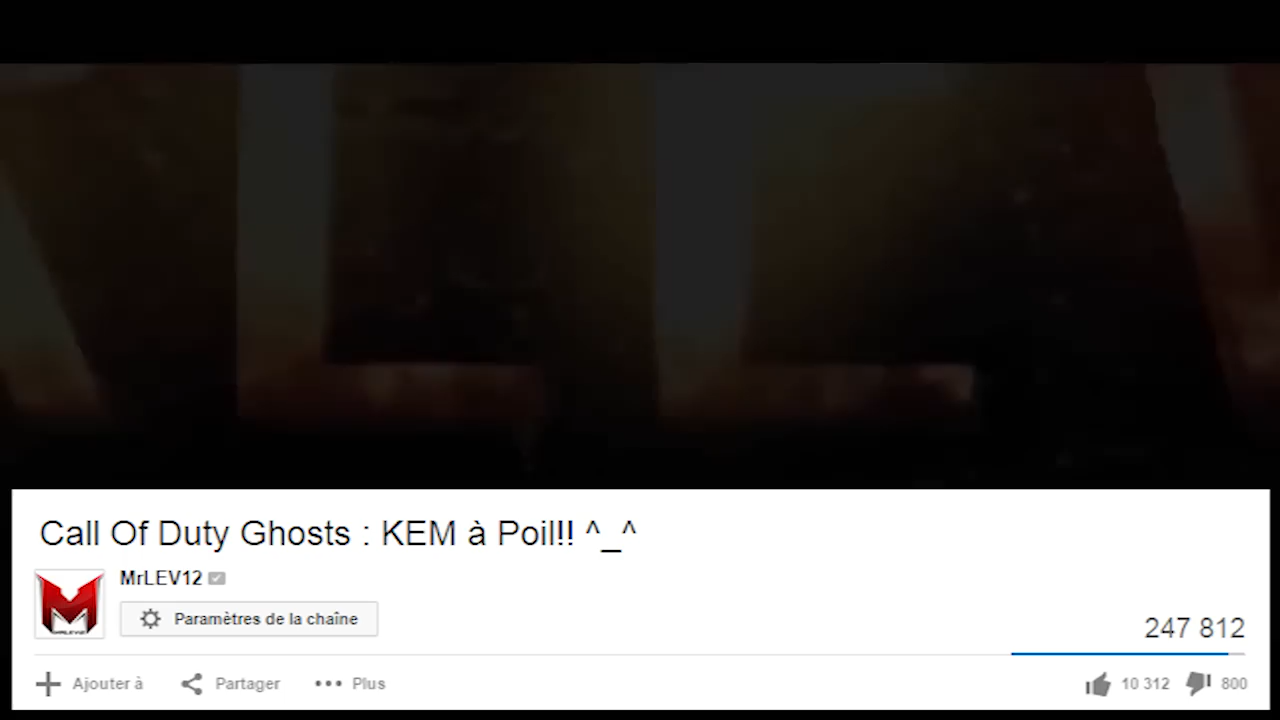 Call Of Duty Ghosts : KEM à Poil!! ^_^
MrLEV12
Paramètres de la chaîne
247 812
Ajouter à
Partager
Plus
10 312
800